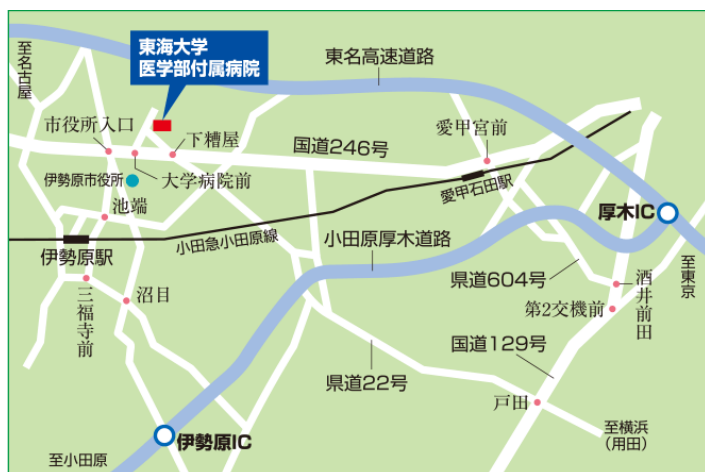 至名古屋
東海大学
医学部付属病院
東名高速道路
市役所入口
下糟屋
国道246号
愛甲宮前
伊勢原市役所
大学病院前
愛甲石田駅
池端
厚木IC
小田急小田原線
小田原厚木道路
伊勢原駅
至東京
県道604号
酒井前田
三福寺前
沼目
第2交機前
国道129号
県道22号
戸田
伊勢原IC
至横浜
（用田）
至小田原